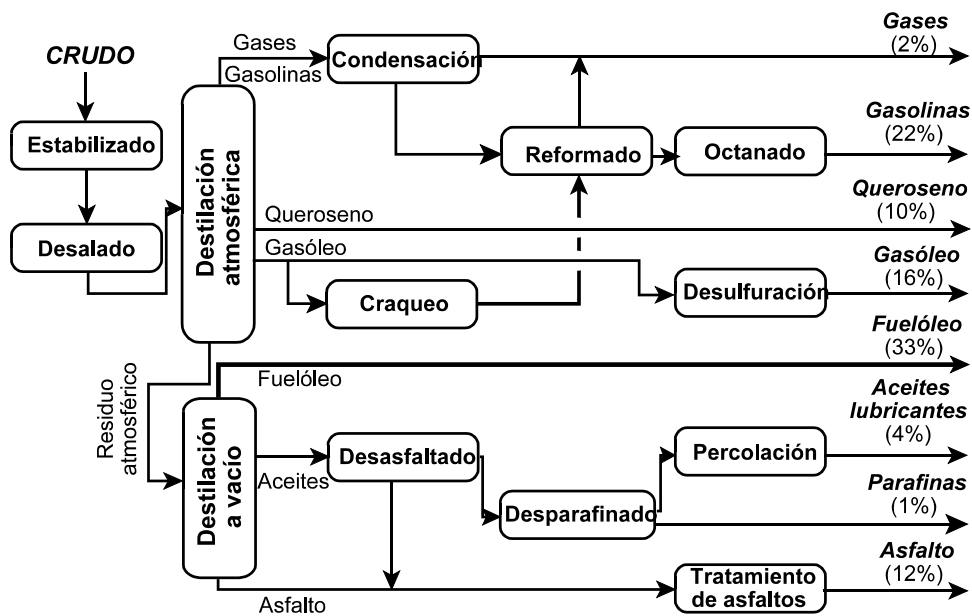 CRUDO
Estabilizado
Desalado
Destilación
atmosférica
Gases
Gasolinas
Condensación
Gases
(2%)
Reformado
Octanado
Gasolinas
(22%)
Queroseno
Queroseno
(10%)
Gasóleo
Craqueo
Desulfuración
Gasóleo
(16%)
Residuo
atmosférico
Destilación
a vacío
Fuelóleo
Fuelóleo
(33%)
Aceites
Desasfaltado
Desparafinado
Percolación
Aceites
lubricantes
(4%)
Parafinas
(1%)
Asfalto
Tratamiento
de asfaltos
Asfalto
(12%)